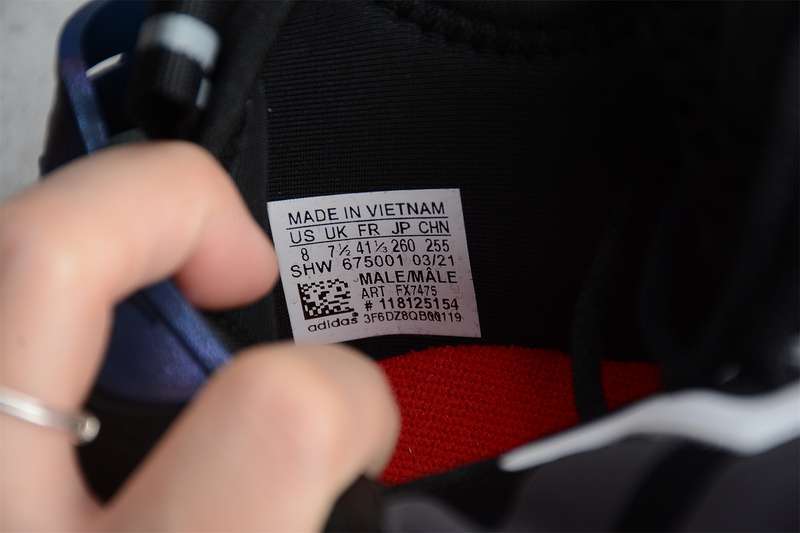 MADE IN VIETNAM
US UK FR JP CHN
8 7½ 41⅓ 260 255
SHW 675001 03/21
MALE/MÂLE
ART FX7475
# 118125154
adidas 3F6DZ8QB00119